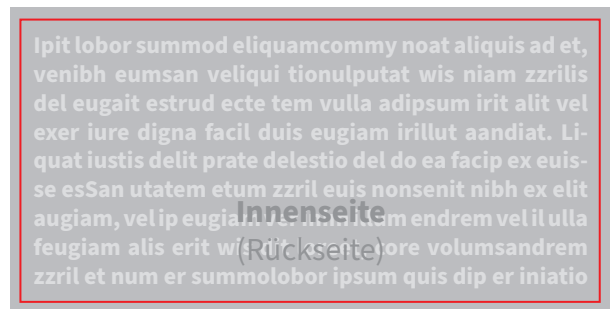 Ipit lobor summod eliquamcommy noat aliquis ad et,
venibh eumsan veliqui tionulputat wis niam zzrilis
del eugait estrud ecte tem vulla adipsum irit alit vel
exer iure digna facil duis eugiam irillut aandiat. Li-
quat iustis delit prate delestio del do ea facip ex euis-
se esSan utatem etum zzril euis nonsenit nibh ex elit
augiam, vel ip eugiam endrem vel il ulla
Innenseite
feugiam alis erit volumsandrem
(Rückseite)
zzril et num er summolobor ipsum quis dip er iniatio